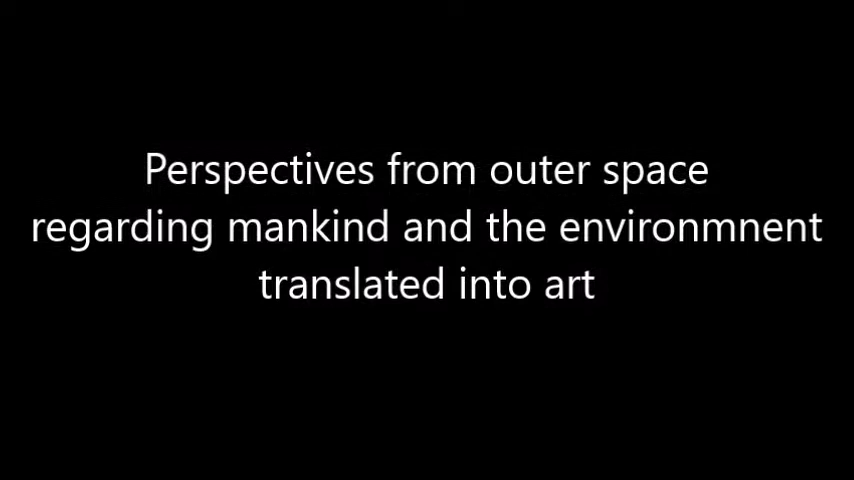 Perspectives from outer space
regarding mankind and the environmnent
translated into art